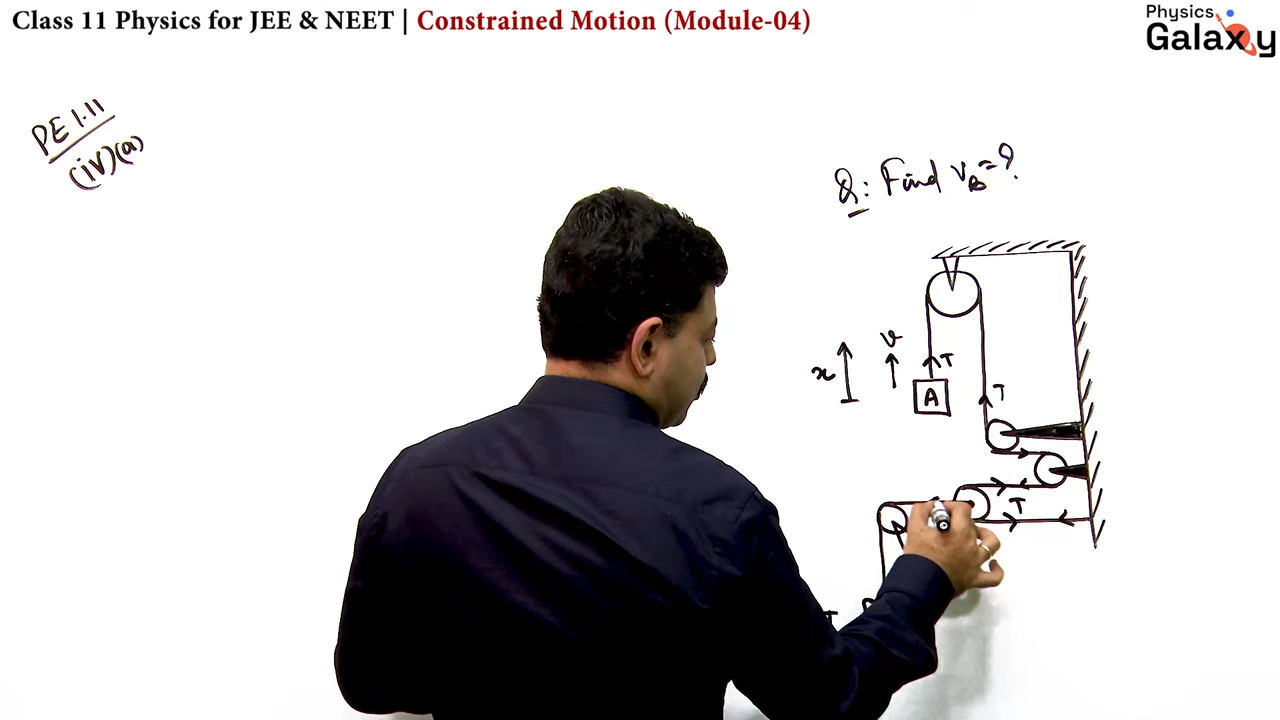 Class 11 Physics for JEE & NEET | Constrained Motion (Module-04)
Physics
Galaxy
PE 1.11
(iv)(a)
Q: Find v_B=?
x
v
T
A
T
T
T